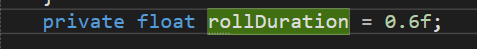 private float rollDuration = 0.6f;